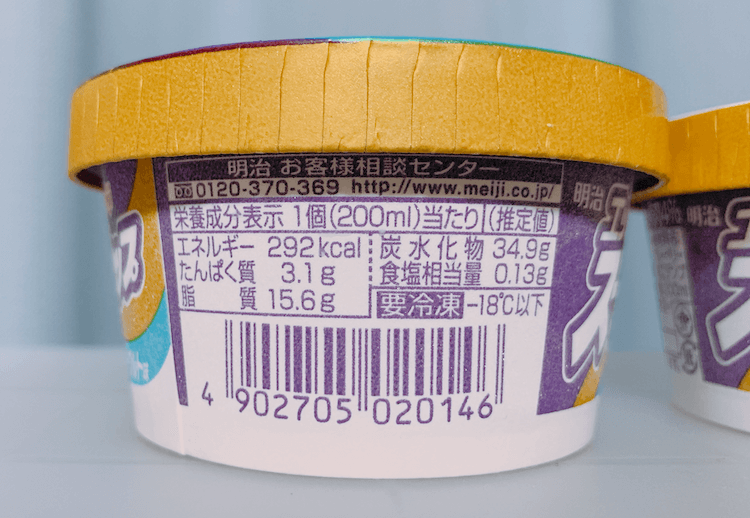 明治 お客様相談センター
0120-370-369 http://www.meiji.co.jp/
栄養成分表示 1個(200ml)当たり(推定値)
エネルギー 292kcal
たんぱく質 3.1g
脂質 15.6g
炭水化物 34.9g
食塩相当量 0.13g
要冷凍 -18℃以下
4 902705 020146
明治
明治